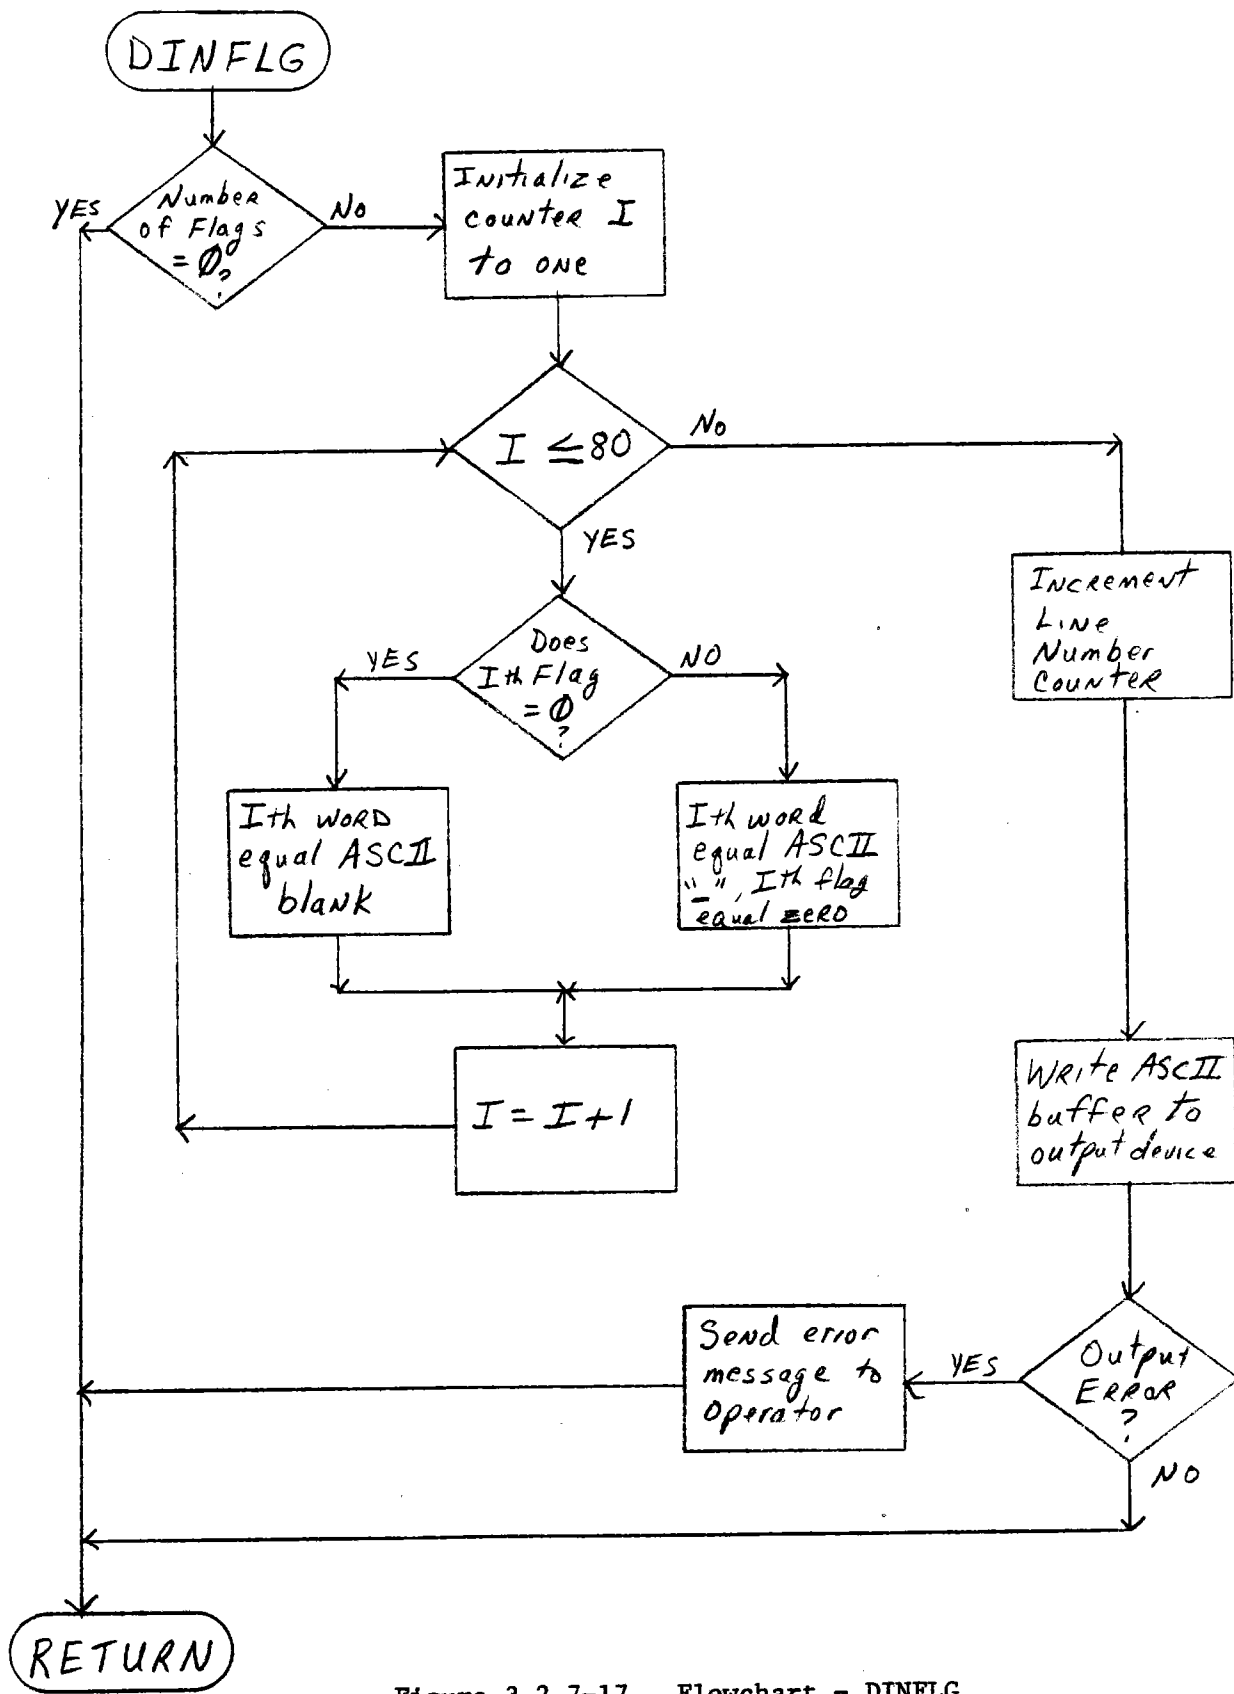 DINFLG
Number
of Flags
= Ø
?
YES
No
Initialize
counter I
to one
I ≤ 80
No
YES
Does
Ith Flag
= Ø
?
YES
NO
Increment
Line
Number
Counter
Ith word
equal ASCII
blank
Ith word
equal ASCII
"_", Ith flag
equal zero
I = I + 1
Write ASCII
buffer to
output device
Output
Error
?
YES
NO
Send error
message to
Operator
RETURN
Figure 3.2.7-17. Flowchart - DINFLG